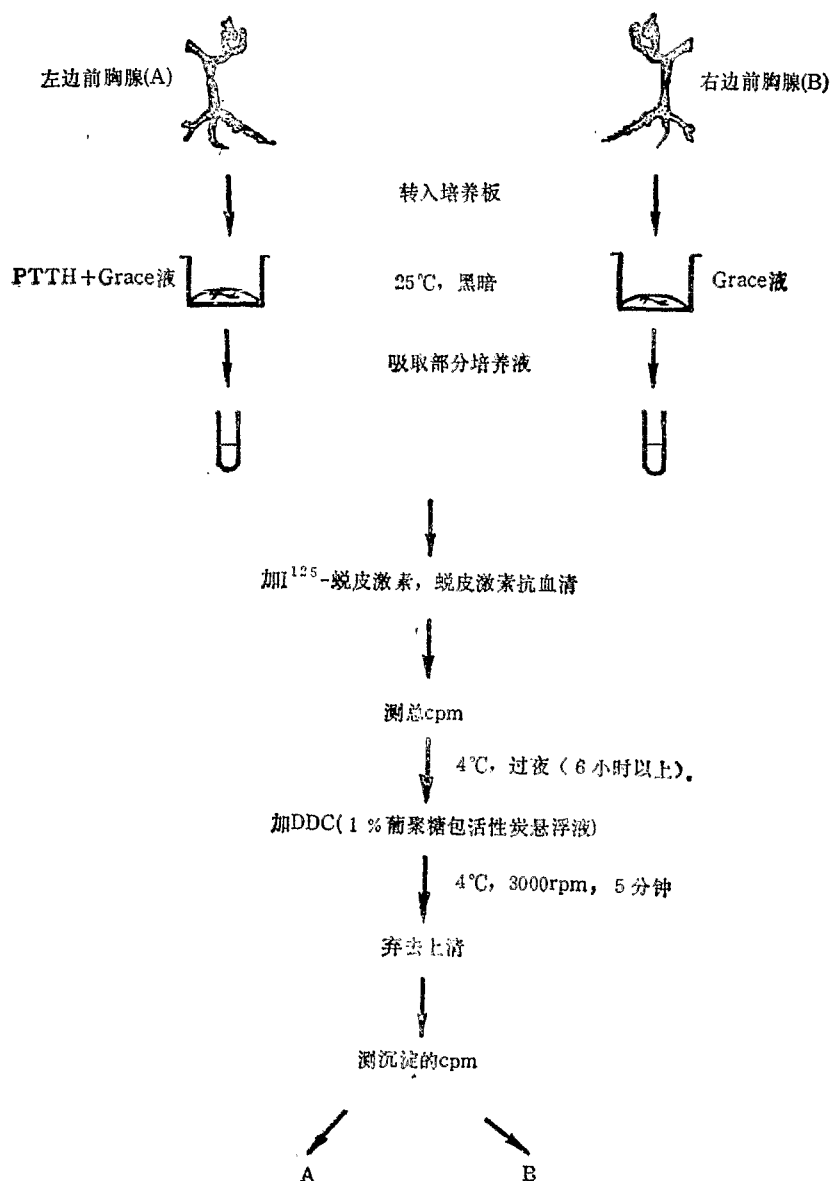 左边前胸腺(A)
右边前胸腺(B)
转入培养板
PTTH+Grace液
25℃，黑暗
Grace液
吸取部分培养液
加I¹²⁵-蜕皮激素，蜕皮激素抗血清
测总cpm
4℃，过夜（6小时以上）.
加DDC(1%葡聚糖包活性炭悬浮液)
4℃，3000rpm，5分钟
弃去上清
测沉淀的cpm
A
B